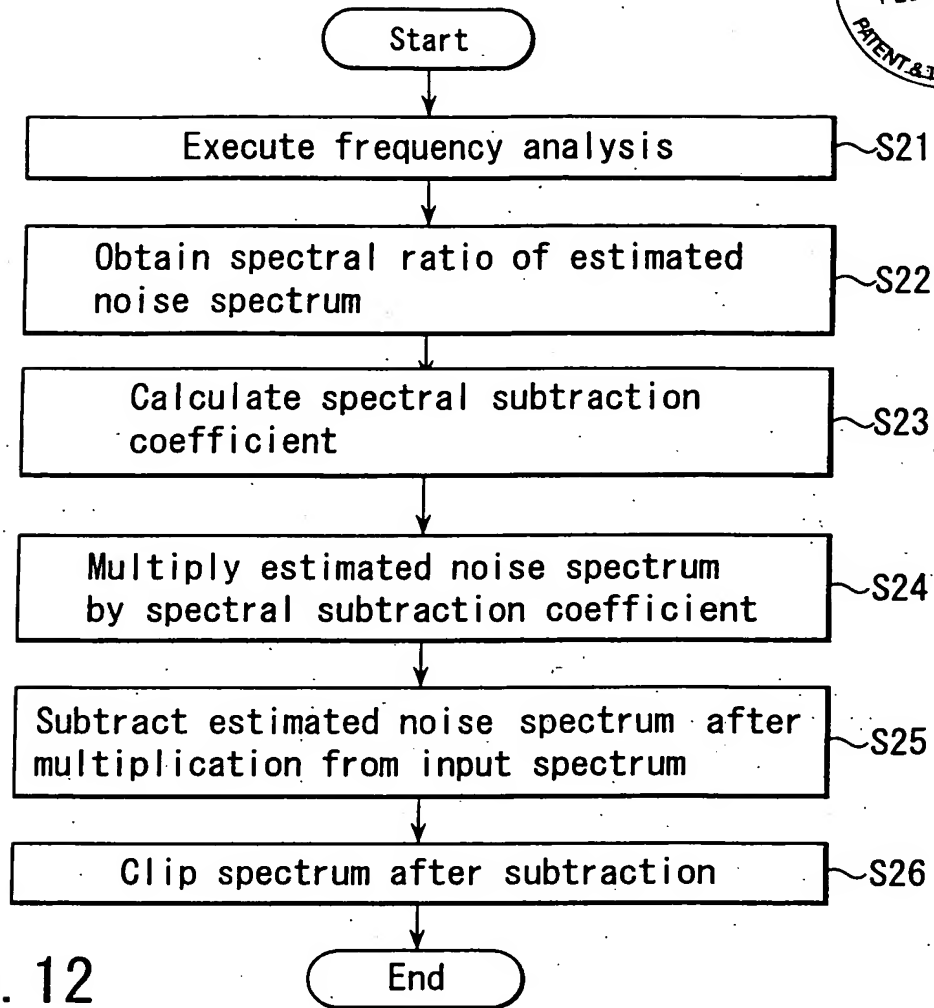 PATENT &
Start
Execute frequency analysis
S21
Obtain spectral ratio of estimated
noise spectrum
S22
Calculate spectral subtraction
coefficient
S23
Multiply estimated noise spectrum
by spectral subtraction coefficient
S24
Subtract estimated noise spectrum after
multiplication from input spectrum
S25
Clip spectrum after subtraction
S26
End
. 12